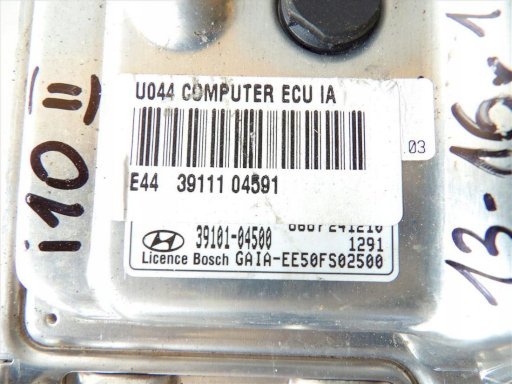 U044 COMPUTER ECU IA
E44 39111 04591
03
39101-04500
1291
Licence Bosch GAIA-EE50FS02500
i10 II
13-16r 1